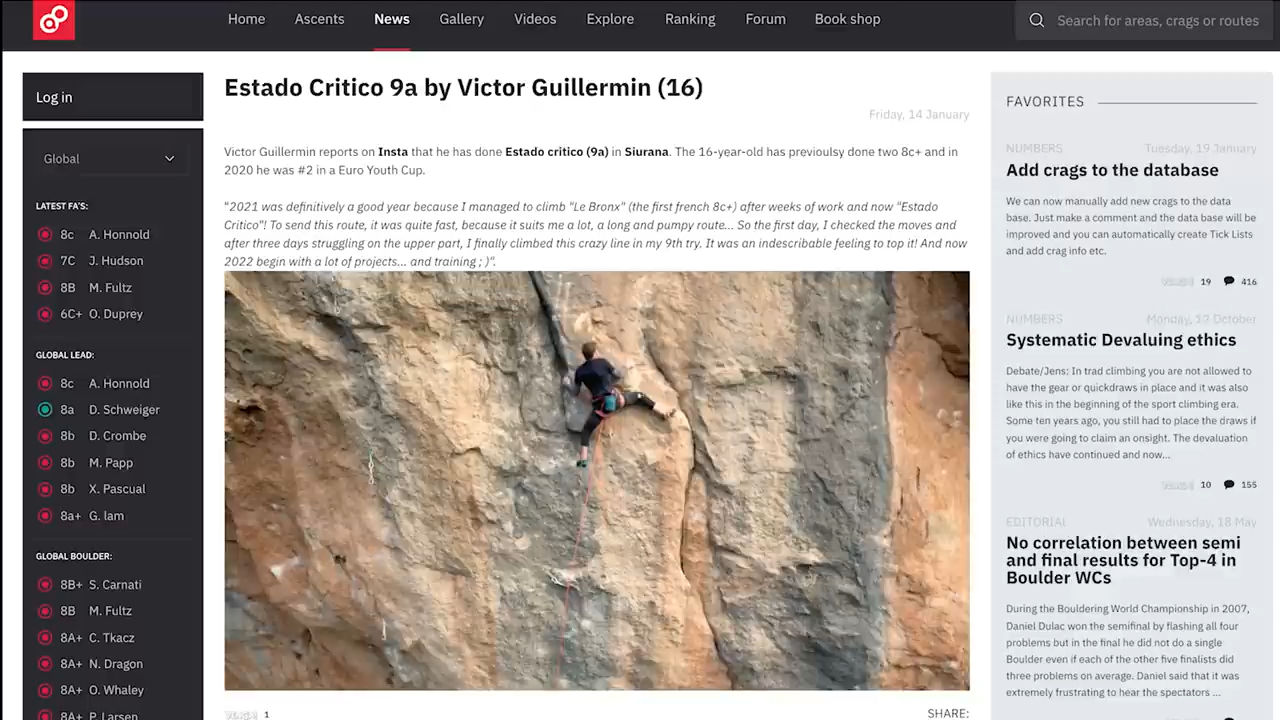 Home Ascents News Gallery Videos Explore Ranking Forum Book shop
Search for areas, crags or routes
Log in
Global
LATEST FA'S:
8c A. Honnold
7C J. Hudson
8B M. Fultz
6C+ O. Duprey
GLOBAL LEAD:
8c A. Honnold
8a D. Schweiger
8b D. Crombe
8b M. Papp
8b X. Pascual
8a+ G. lam
GLOBAL BOULDER:
8B+ S. Carnati
8B M. Fultz
8A+ C. Tkacz
8A+ N. Dragon
8A+ O. Whaley
8A+ P. Larsen
Estado Critico 9a by Victor Guillermin (16)
Friday, 14 January
Victor Guillermin reports on Insta that he has done Estado critico (9a) in Siurana. The 16-year-old has previoulsy done two 8c+ and in
2020 he was #2 in a Euro Youth Cup.
"2021 was definitively a good year because I managed to climb "Le Bronx" (the first french 8c+) after weeks of work and now "Estado
Critico"! To send this route, it was quite fast, because it suits me a lot, a long and pumpy route... So the first day, I checked the moves and
after three days struggling on the upper part, I finally climbed this crazy line in my 9th try. It was an indescribable feeling to top it! And now
2022 begin with a lot of projects... and training ; )".
1
SHARE:
FAVORITES
NUMBERS Tuesday, 19 January
Add crags to the database
We can now manually add new crags to the data
base. Just make a comment and the data base will be
improved and you can automatically create Tick Lists
and add crag info etc.
19 416
NUMBERS Monday, 12 October
Systematic Devaluing ethics
Debate/Jens: In trad climbing you are not allowed to
have the gear or quickdraws in place and it was also
like this in the beginning of the sport climbing era.
Some ten years ago, you still had to place the draws if
you were going to claim an onsight. The devaluation
of ethics have continued and now...
10 155
EDITORIAL Wednesday, 18 May
No correlation between semi
and final results for Top-4 in
Boulder WCs
During the Bouldering World Championship in 2007,
Daniel Dulac won the semifinal by flashing all four
problems but in the final he did not do a single
Boulder even if each of the other five finalists did
three problems on average. Daniel said that it was
extremely frustrating to hear the spectators ...